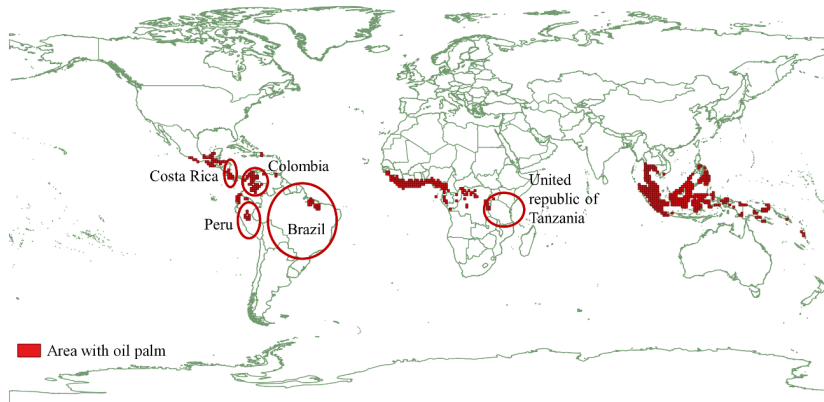 Costa Rica
Colombia
Peru
Brazil
United
republic of
Tanzania
Area with oil palm